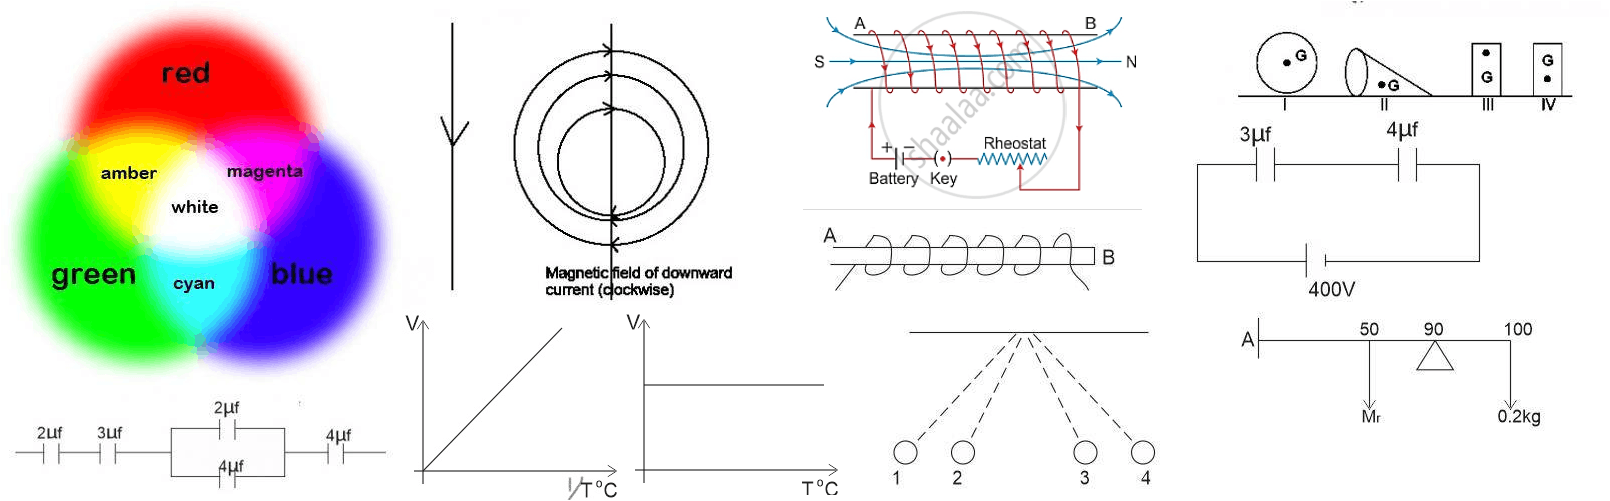 red
amber
magenta
white
green
blue
cyan
2µf
3µf
2µf
4µf
4µf
Magnetic field of downward
current (clockwise)
V
1/T°C
V
T°C
A
B
S
N
shaalaa.com
+
−
Rheostat
Battery
Key
A
B
1
2
3
4
G
G
G
G
I
II
III
IV
3µf
4µf
400V
A
50
90
100
Mr
0.2kg